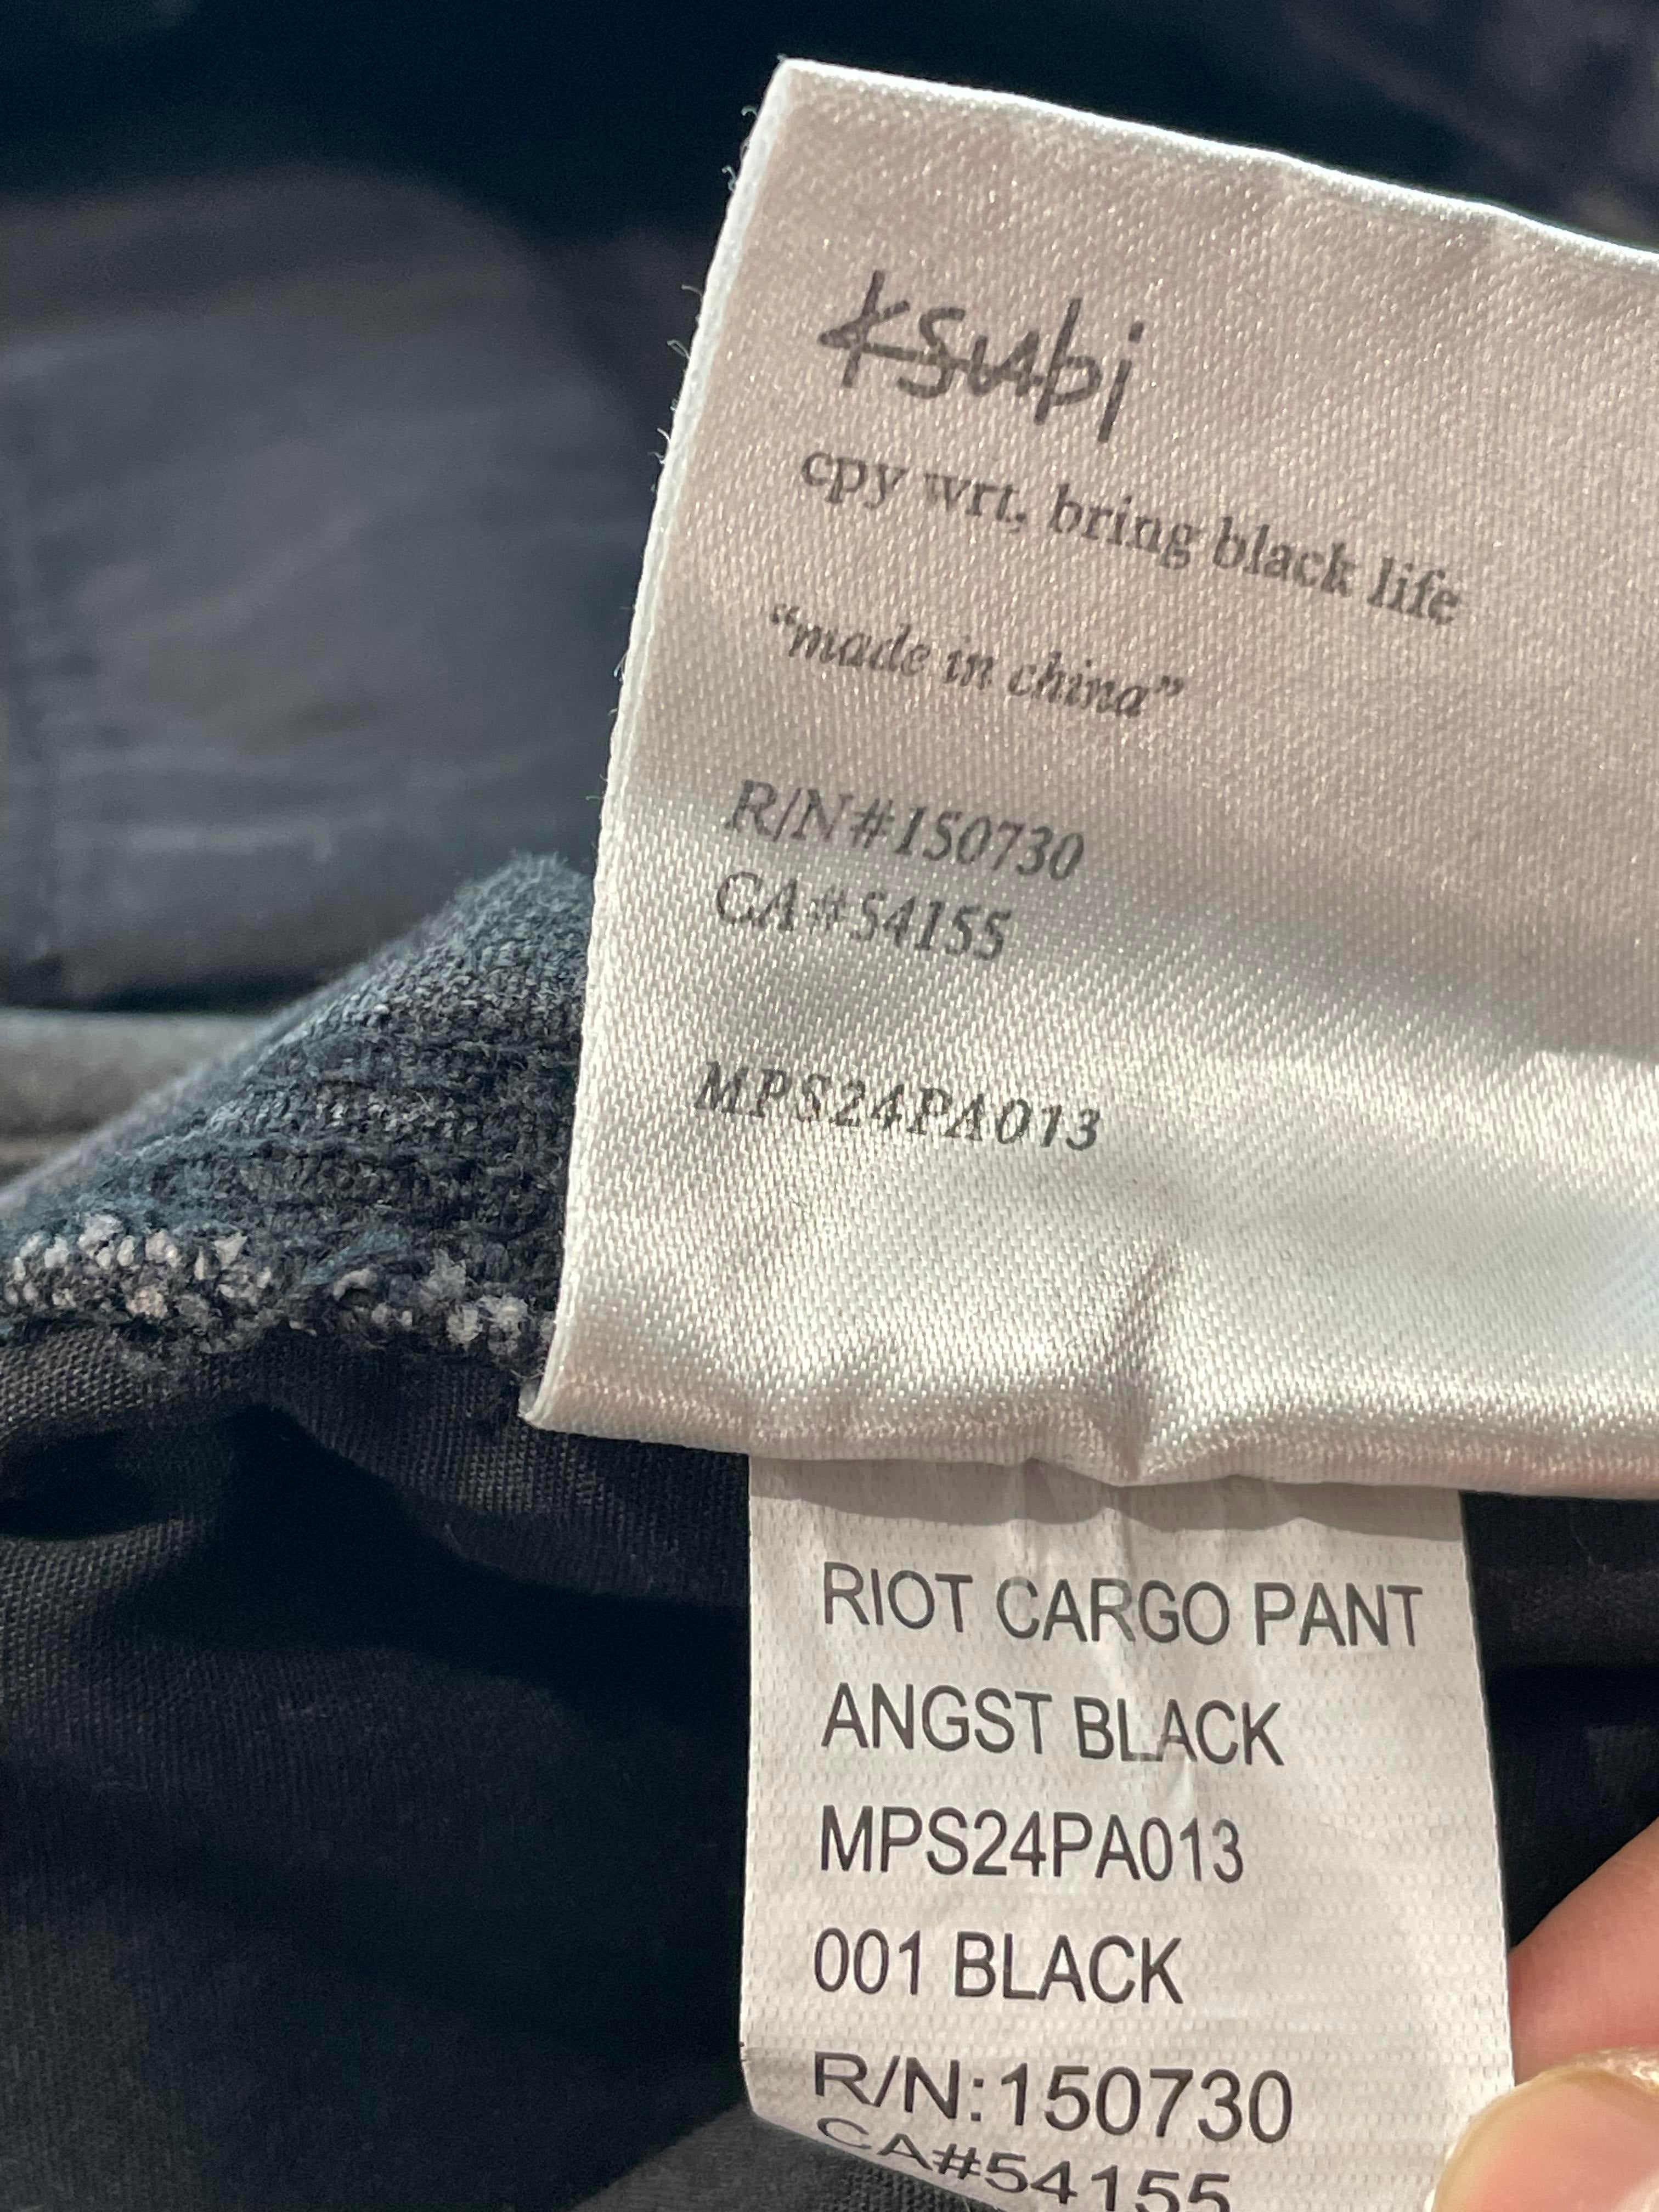 ksubi
cpy wrt, bring black life
“made in china”
R/N#150730
CA#54155
MPS24PA013
RIOT CARGO PANT
ANGST BLACK
MPS24PA013
001 BLACK
R/N:150730
CA#54155